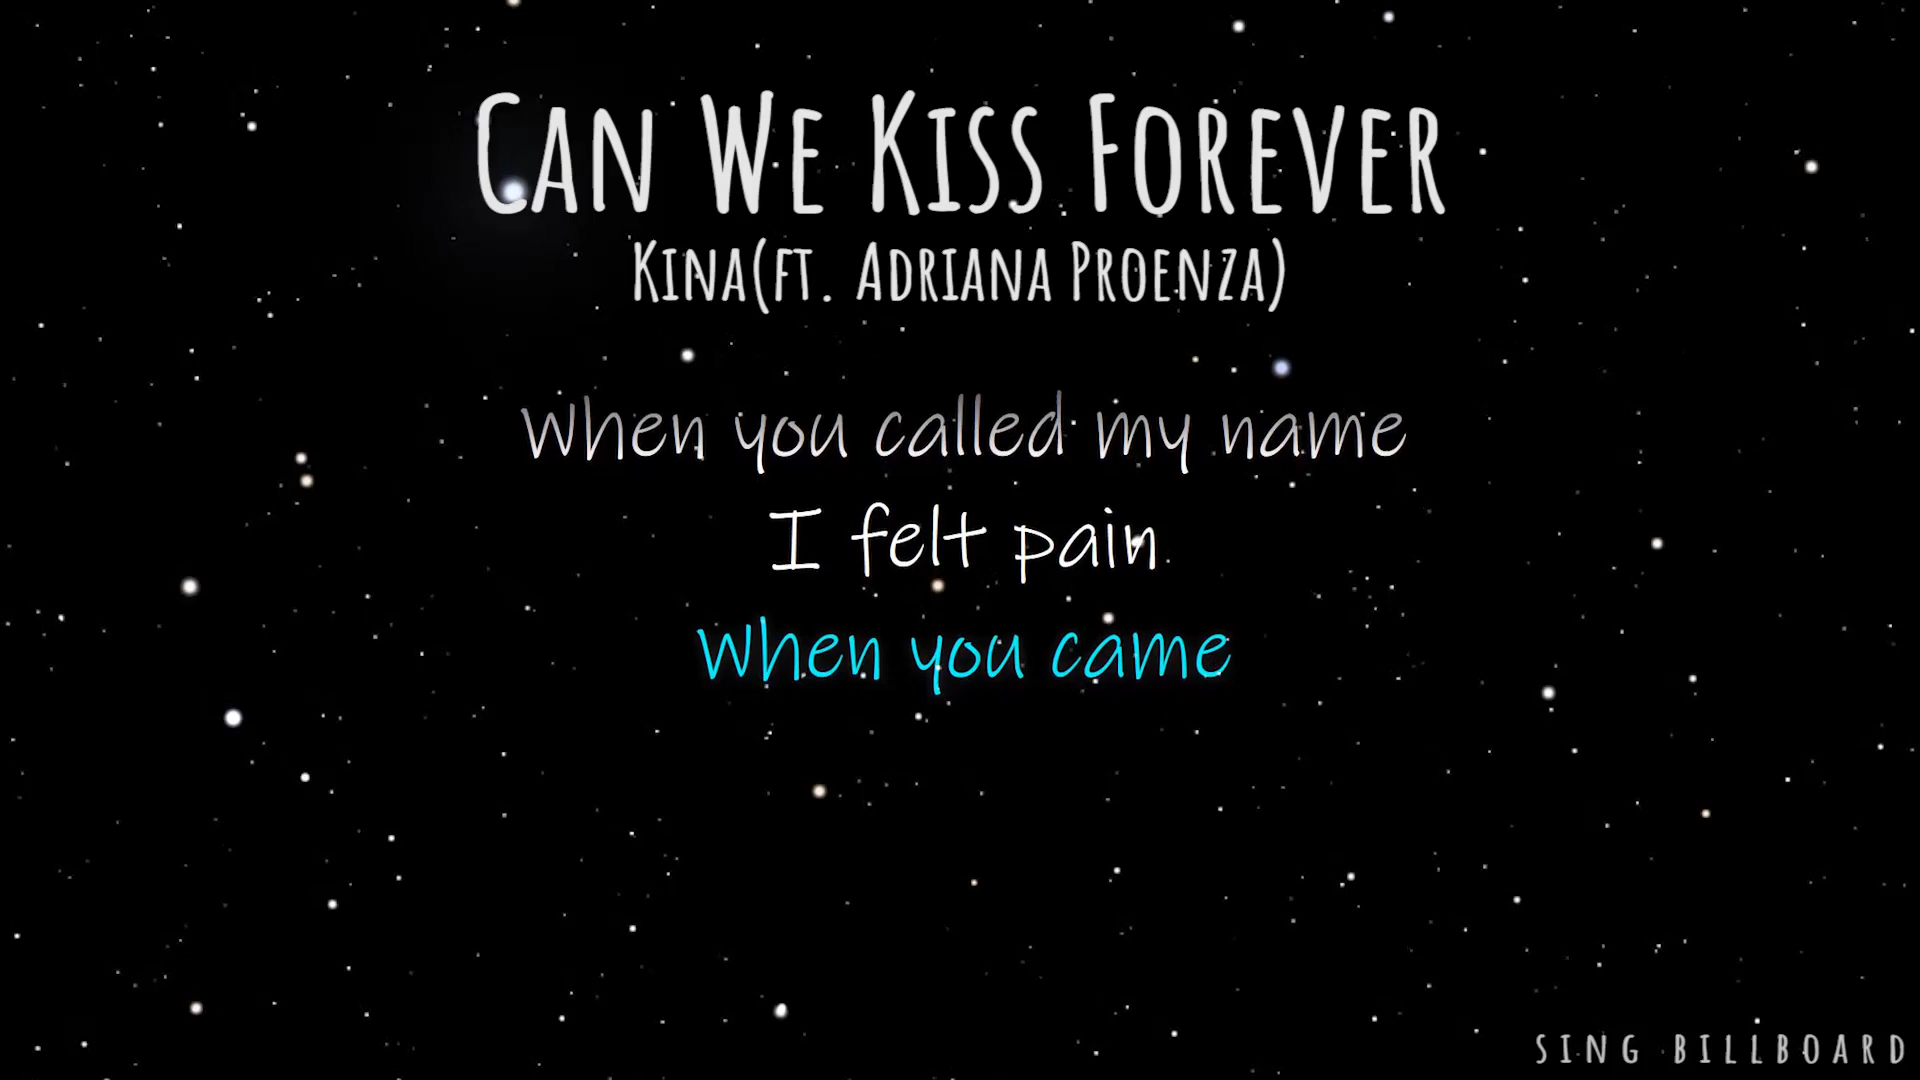 Can We Kiss Forever
Kina(ft. Adriana Proenza)
When you called my name
I felt pain
When you came
SING BILLBOARD